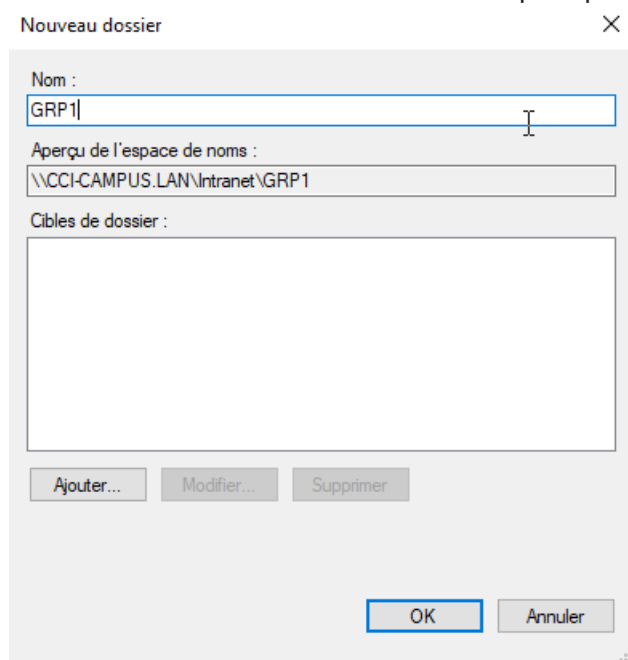 Nouveau dossier
Nom :
GRP1
Aperçu de l'espace de noms :
\\CCI-CAMPUS.LAN\Intranet\GRP1
Cibles de dossier :
Ajouter... Modifier... Supprimer
OK Annuler